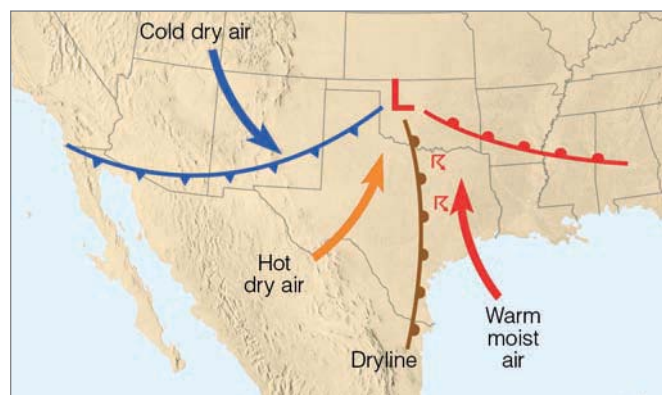 Cold dry air
L
Hot
dry air
Warm
moist
air
Dryline